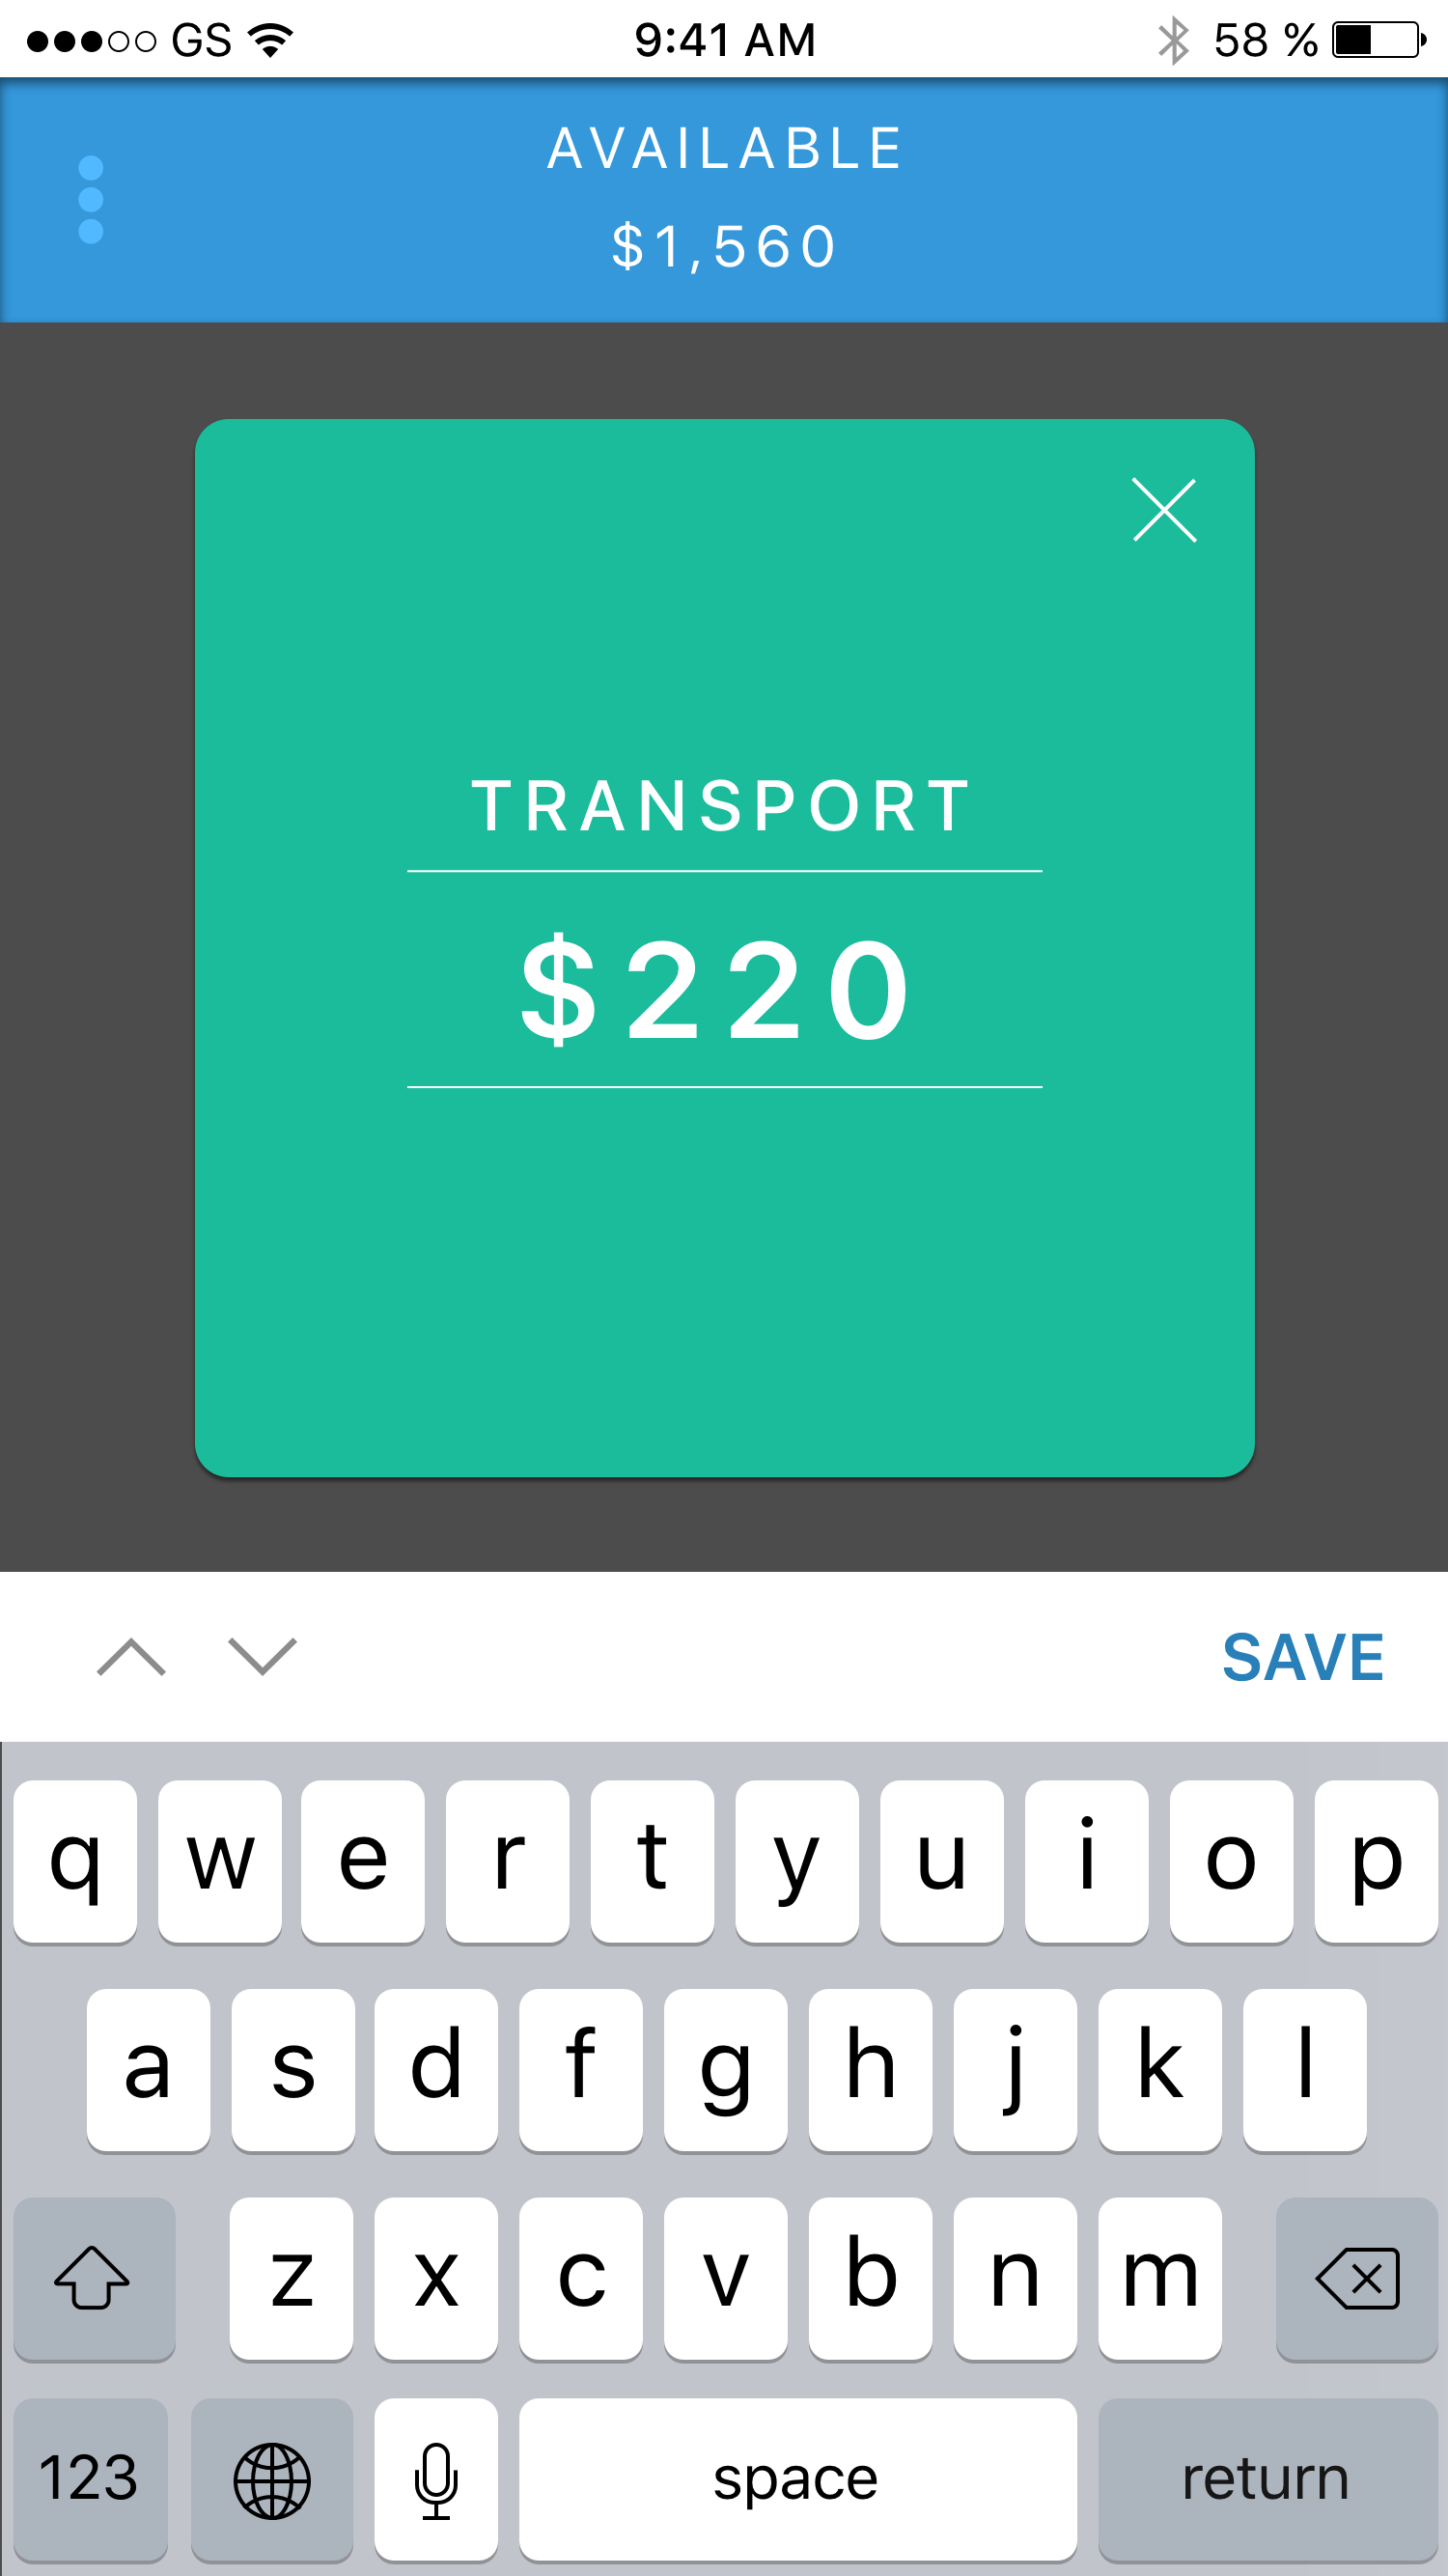 GS 9:41 AM 58 %
AVAILABLE
$1,560
TRANSPORT
$220
SAVE
q w e r t y u i o p
a s d f g h j k l
z x c v b n m
123 space return